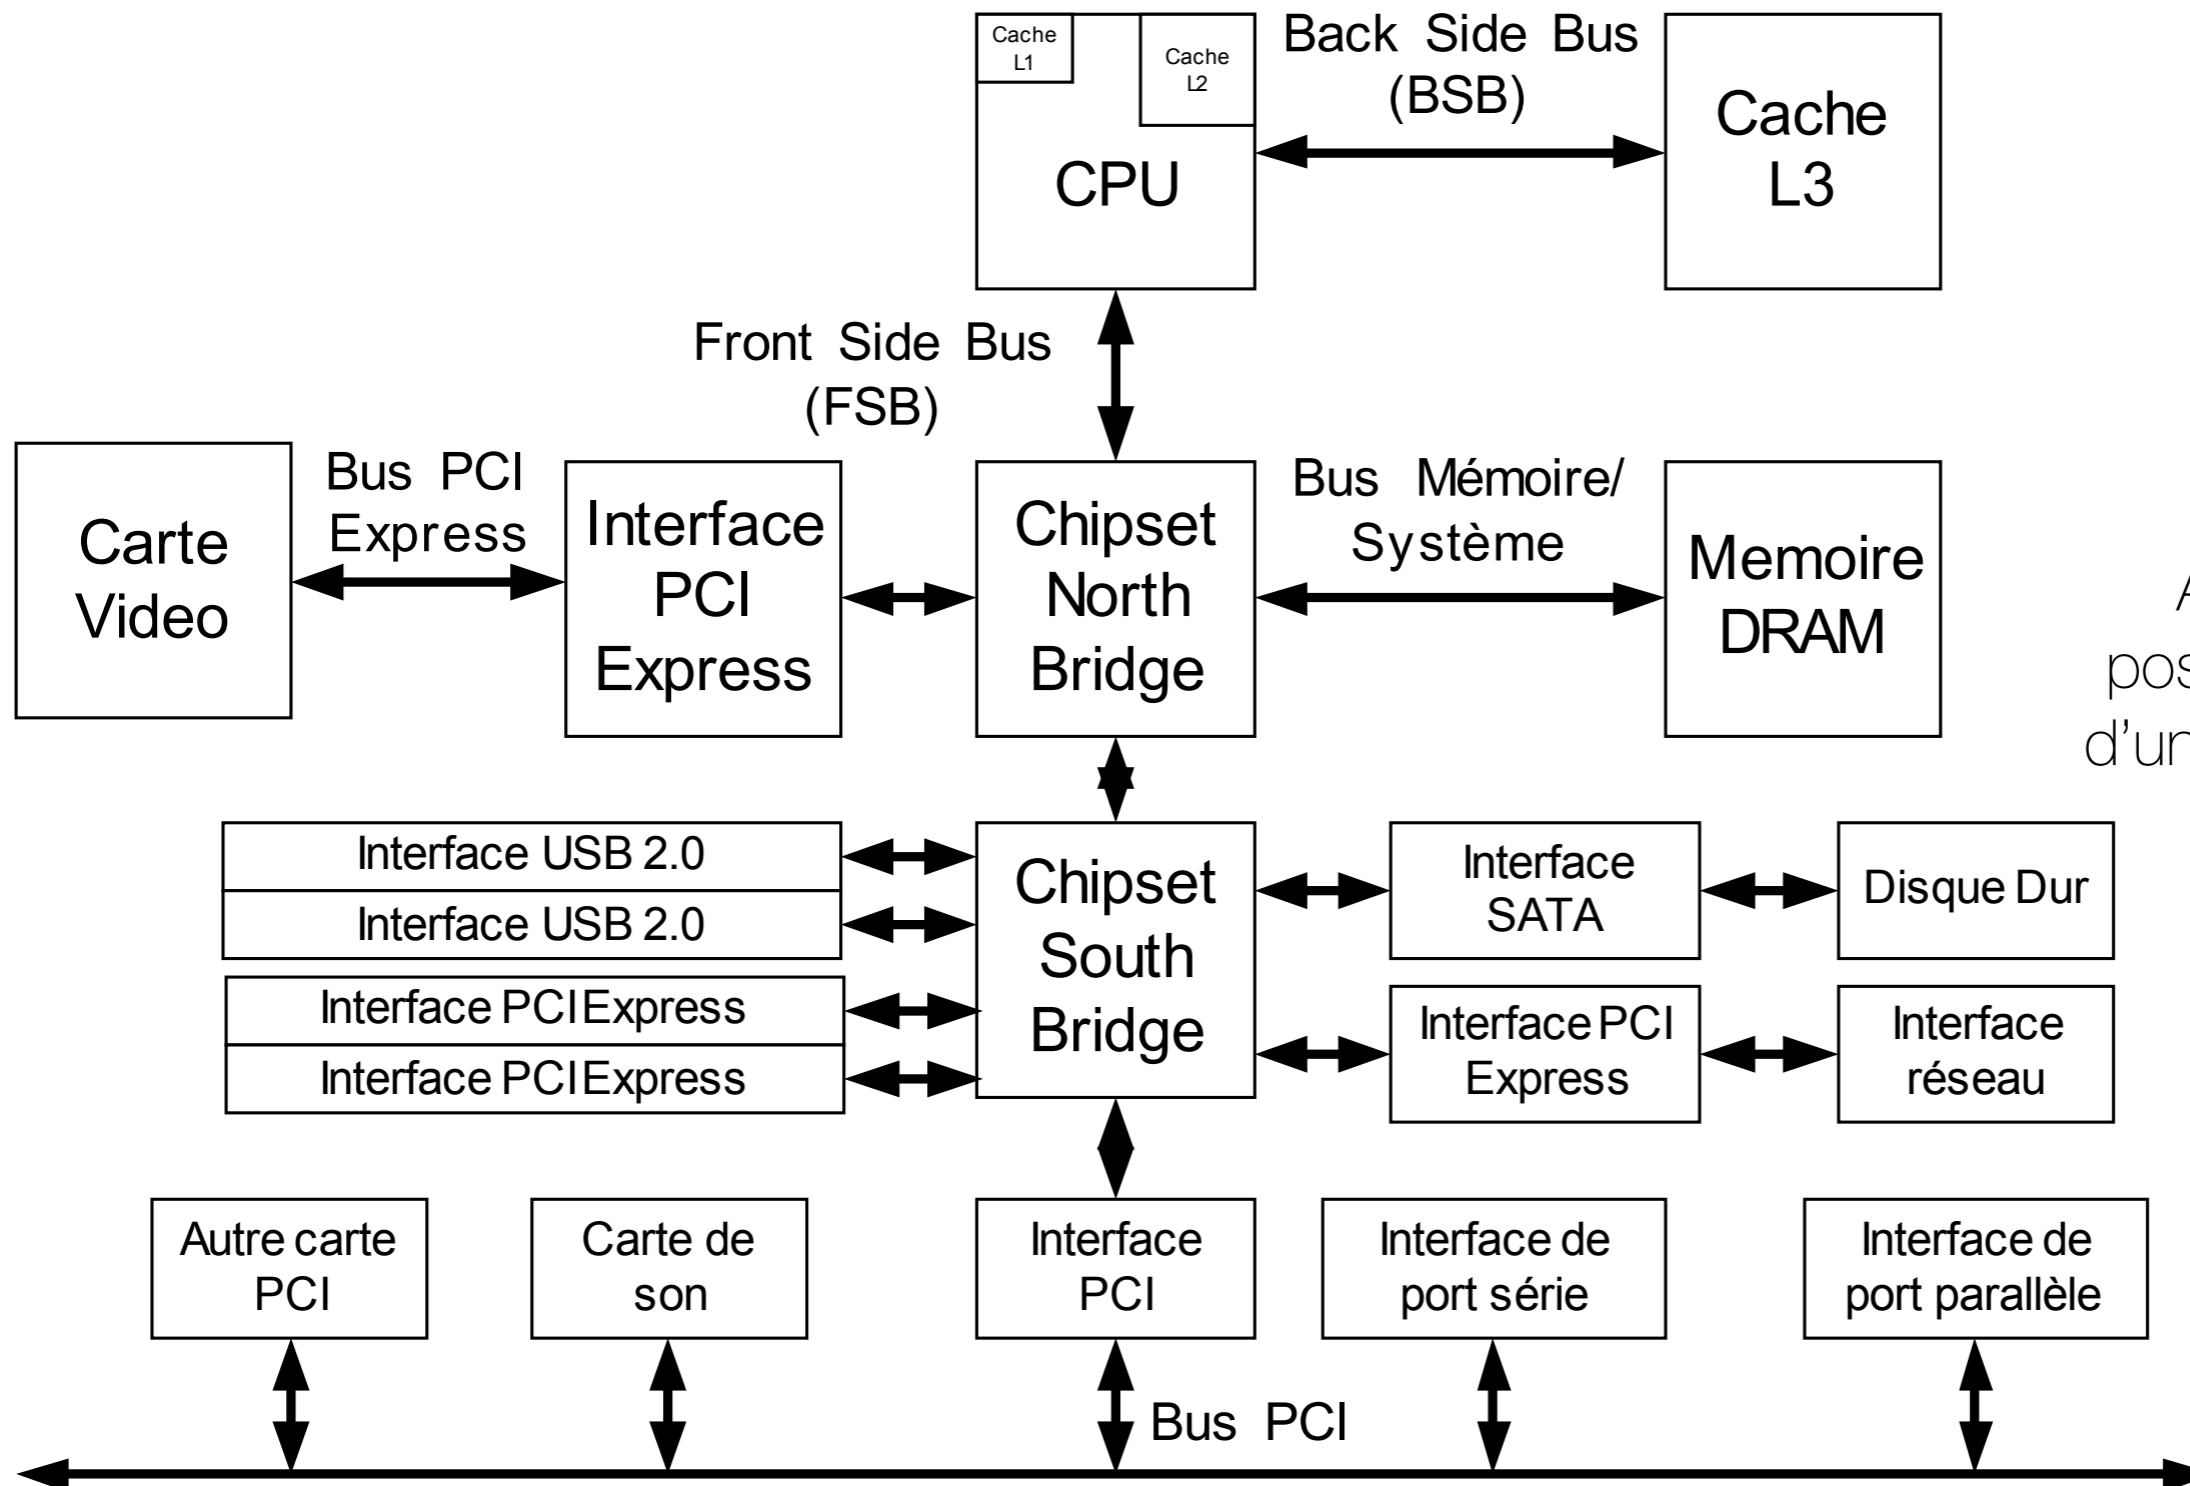 Cache
L1
Cache
L2
CPU
Back Side Bus
(BSB)
Cache
L3
Front Side Bus
(FSB)
Carte
Video
Bus PCI
Express
Interface
PCI
Express
Chipset
North
Bridge
Bus Mémoire/
Système
Memoire
DRAM
d'un
Interface USB 2.0
Interface USB 2.0
Interface PCI Express
Interface PCI Express
Chipset
South
Bridge
Interface
SATA
Disque Dur
Interface PCI
Express
Interface
réseau
Autre carte
PCI
Carte de
son
Interface
PCI
Interface de
port série
Interface de
port parallèle
Bus PCI